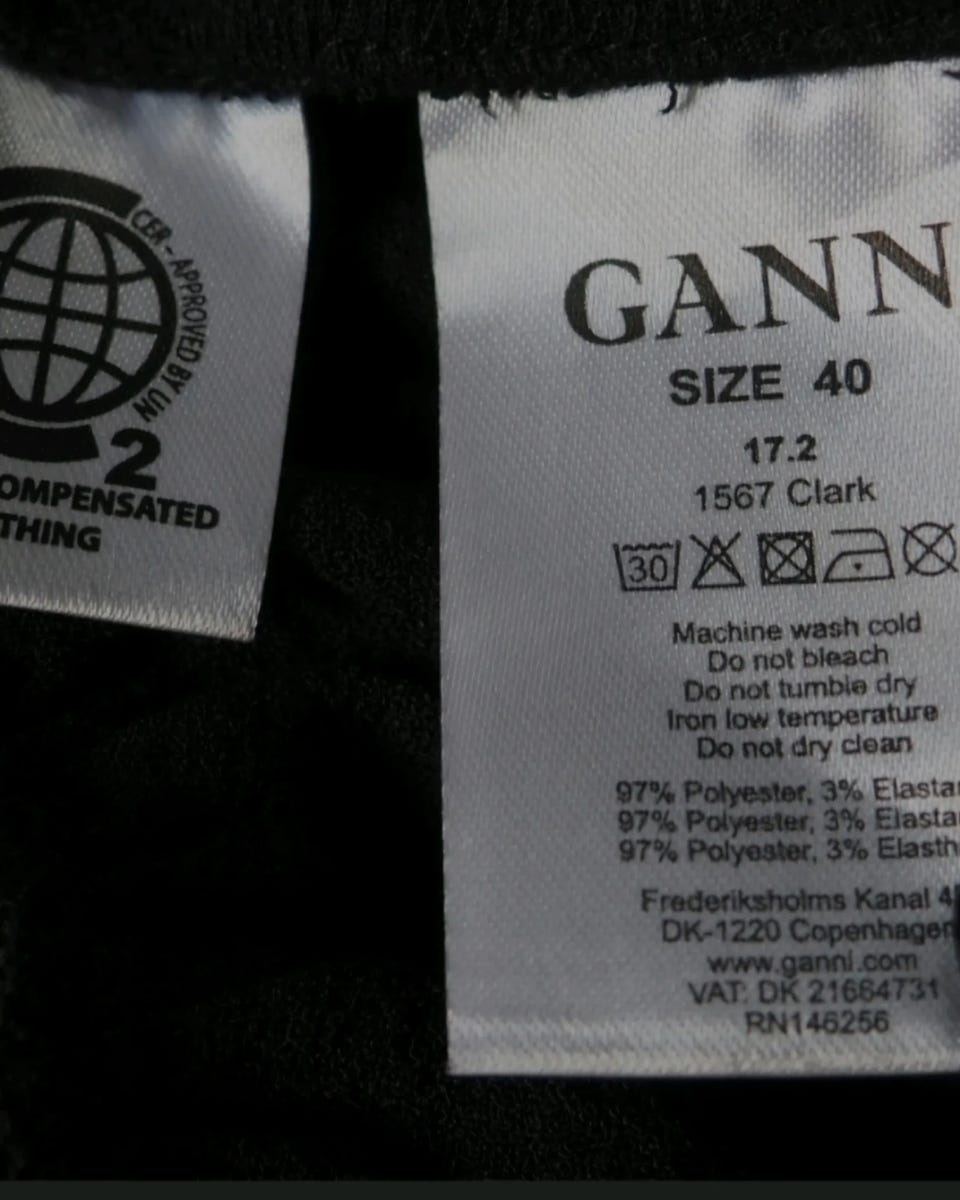 CER - APPROVED BY UN
2
OMPENSATED
THING
GANN
SIZE 40
17.2
1567 Clark
30
Machine wash cold
Do not bleach
Do not tumble dry
Iron low temperature
Do not dry clean
97% Polyester, 3% Elasta
97% Polyester, 3% Elasta
97% Polyester, 3% Elasth
Frederiksholms Kanal 4
DK-1220 Copenhagen
www.ganni.com
VAT: DK 21664731
RN146256